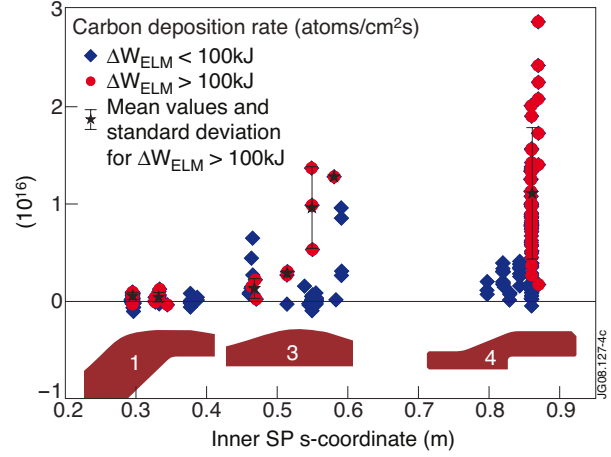 Carbon deposition rate (atoms/cm²s)
ΔW_ELM < 100kJ
ΔW_ELM > 100kJ
Mean values and
standard deviation
for ΔW_ELM > 100kJ
3
2
1
0
−1
(10¹⁶)
1
3
4
0.2 0.3 0.4 0.5 0.6 0.7 0.8 0.9
Inner SP s-coordinate (m)
JG08.127-4c